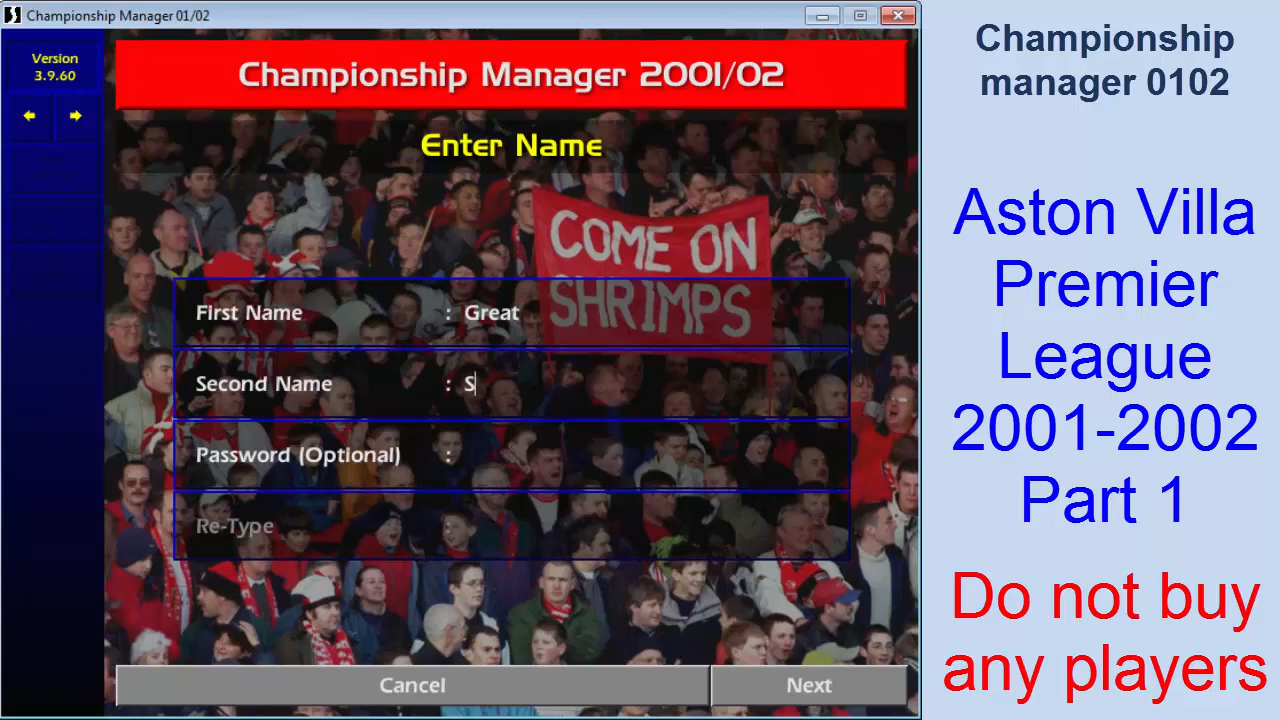 Championship Manager 01/02
Version
3.9.60
Championship Manager 2001/02
Enter Name
COME ON
SHRIMPS
First Name : Great
Second Name : S
Password (Optional) :
Re-Type
Cancel
Next
Championship
manager 0102
Aston Villa
Premier
League
2001-2002
Part 1
Do not buy
any players